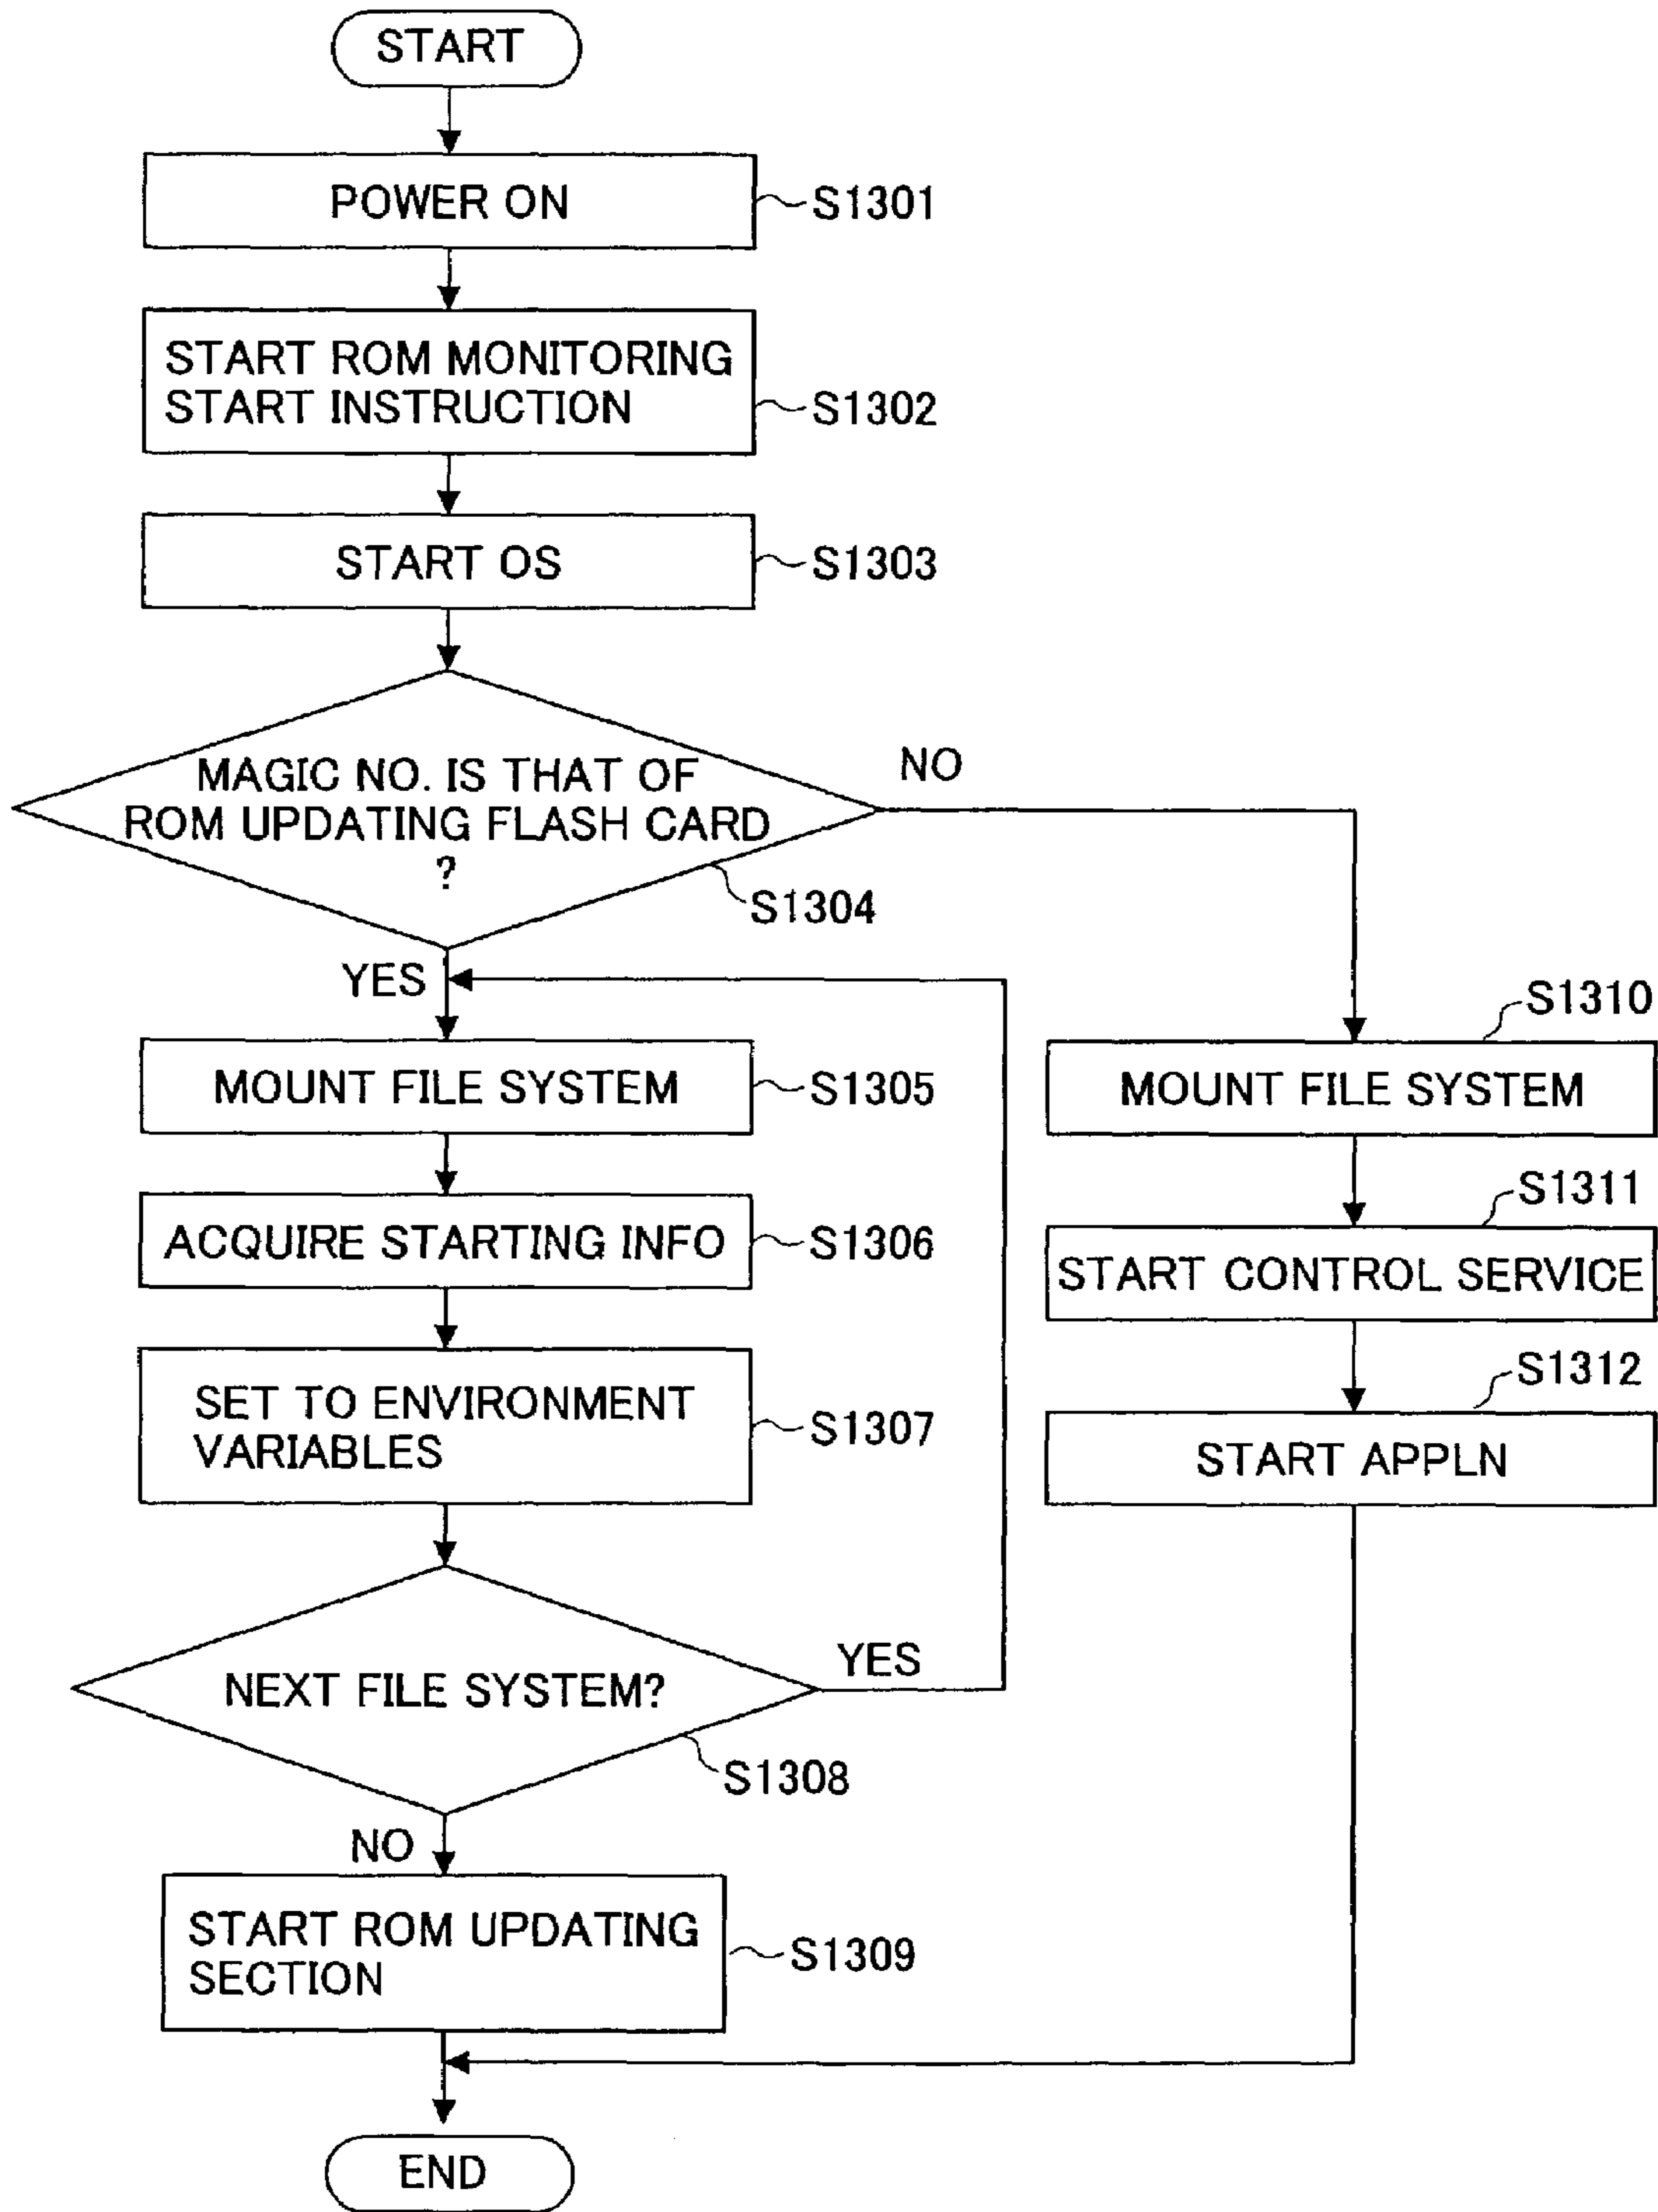 START
POWER ON
S1301
START ROM MONITORING
START INSTRUCTION
S1302
START OS
S1303
MAGIC NO. IS THAT OF
ROM UPDATING FLASH CARD
?
S1304
NO
YES
MOUNT FILE SYSTEM
S1305
ACQUIRE STARTING INFO
S1306
SET TO ENVIRONMENT
VARIABLES
S1307
NEXT FILE SYSTEM?
YES
S1308
NO
START ROM UPDATING
SECTION
S1309
S1310
MOUNT FILE SYSTEM
S1311
START CONTROL SERVICE
S1312
START APPLN
END